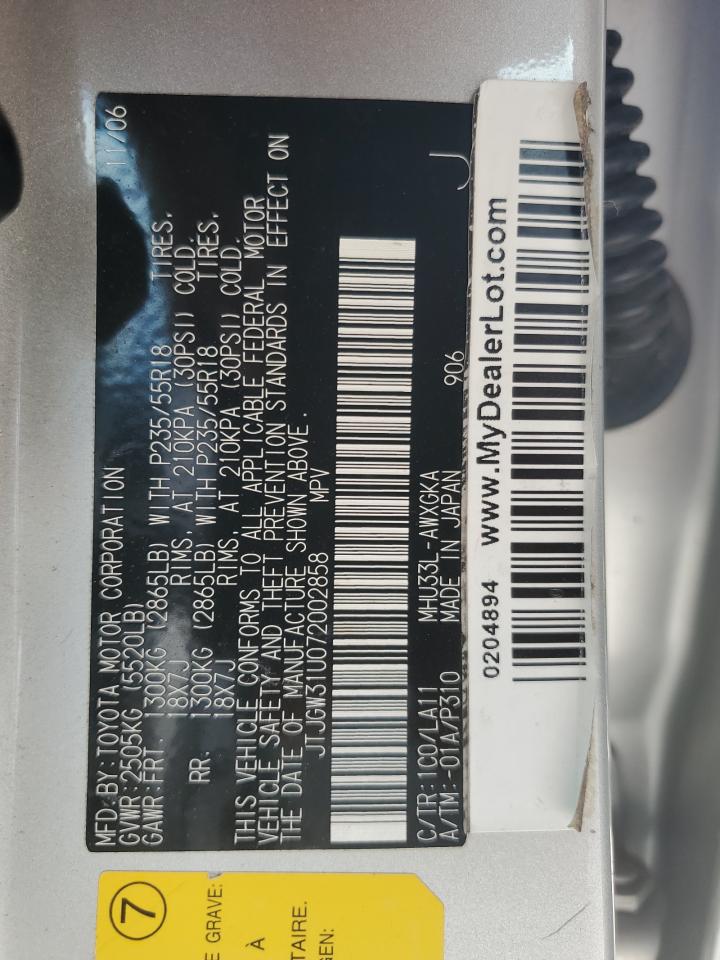 MFD.BY:TOYOTA MOTOR CORPORATION 11/06
GVWR:2505KG (5520LB)
GAWR:FRT. 1300KG (2865LB) WITH P235/55R18 TIRES,
18X7J RIMS, AT 210KPA (30PSI) COLD.
RR. 1300KG (2865LB) WITH P235/55R18 TIRES,
18X7J RIMS, AT 210KPA (30PSI) COLD.
THIS VEHICLE CONFORMS TO ALL APPLICABLE FEDERAL MOTOR
VEHICLE SAFETY AND THEFT PREVENTION STANDARDS IN EFFECT ON
THE DATE OF MANUFACTURE SHOWN ABOVE.
JTJGW31U072002858 MPV
C/TR:1C0/LA11 MHU33L-AWXGKA J
A/TM:-01A/P310 MADE IN JAPAN 906
0204894 www.MyDealerLot.com
7
E GRAVE:
À
TAIRE.
GEN: